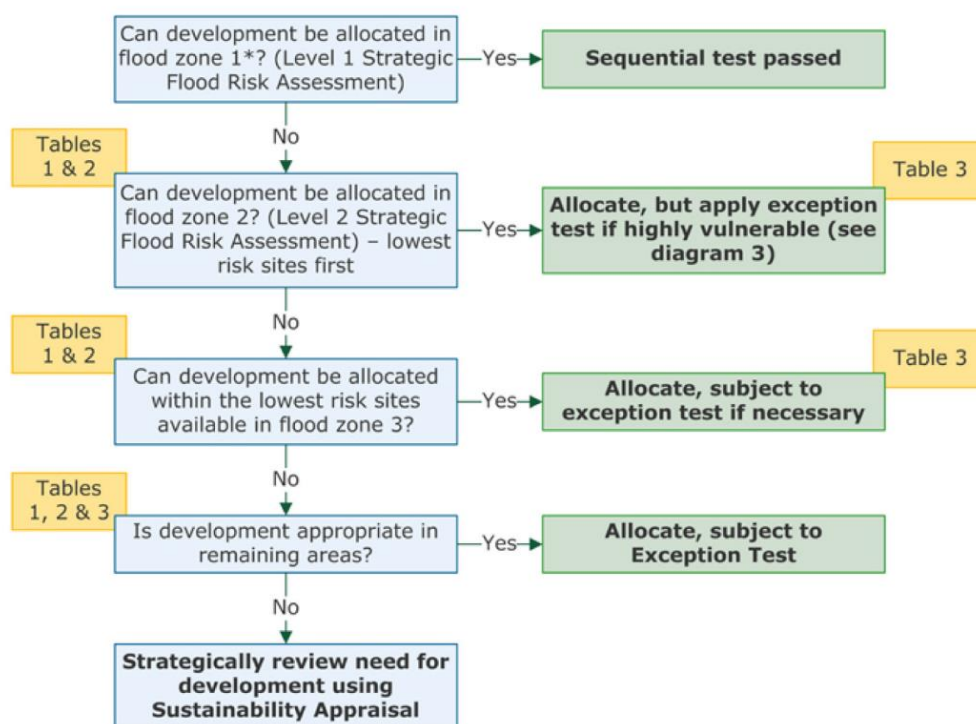 Can development be allocated in
flood zone 1*? (Level 1 Strategic
Flood Risk Assessment)
Yes
Sequential test passed
No
Tables
1 & 2
Table 3
Can development be allocated in
flood zone 2? (Level 2 Strategic
Flood Risk Assessment) – lowest
risk sites first
Yes
Allocate, but apply exception
test if highly vulnerable (see
diagram 3)
No
Tables
1 & 2
Table 3
Can development be allocated
within the lowest risk sites
available in flood zone 3?
Yes
Allocate, subject to
exception test if necessary
No
Tables
1, 2 & 3
Is development appropriate in
remaining areas?
Yes
Allocate, subject to
Exception Test
No
Strategically review need for
development using
Sustainability Appraisal